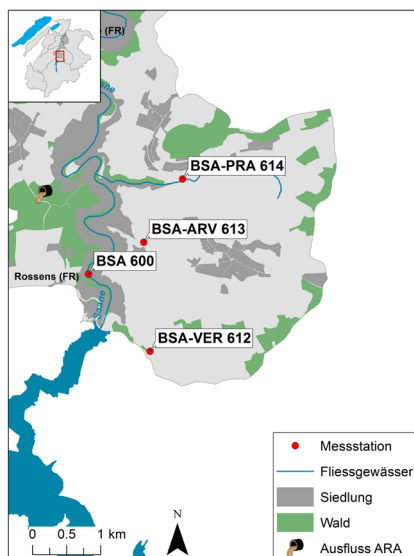 (FR)
BSA-PRA 614
BSA-ARV 613
BSA 600
Rossens (FR)
Saane
BSA-VER 612
Messstation
Fliessgewässer
Siedlung
Wald
Ausfluss ARA
N
0 0.5 1 km